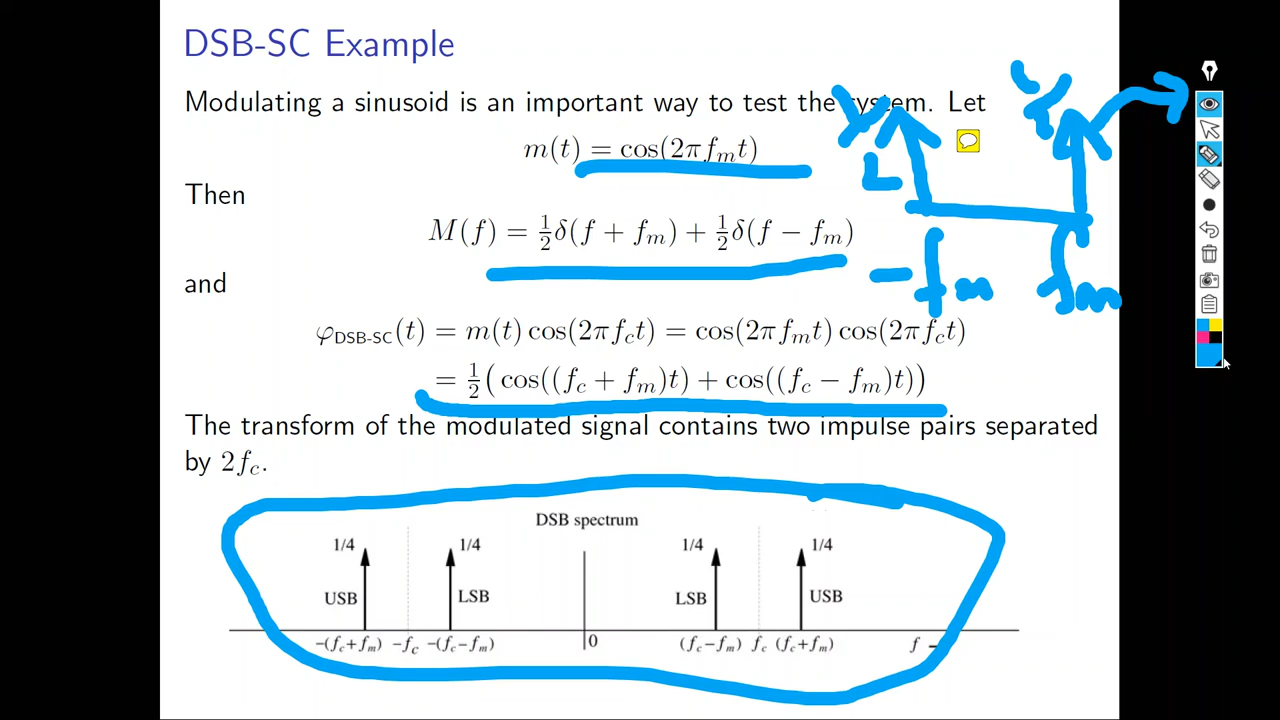 DSB-SC Example
Modulating a sinusoid is an important way to test the system. Let
m(t) = cos(2πf_m t)
Then
M(f) = ½δ(f + f_m) + ½δ(f − f_m)
and
φ_DSB-SC(t) = m(t) cos(2πf_c t) = cos(2πf_m t) cos(2πf_c t)
= ½(cos((f_c + f_m)t) + cos((f_c − f_m)t))
The transform of the modulated signal contains two impulse pairs separated
by 2f_c.
-fm fm
DSB spectrum
1/4 1/4 1/4 1/4
USB LSB LSB USB
−(f_c+f_m) −f_c −(f_c−f_m) 0 (f_c−f_m) f_c (f_c+f_m) f